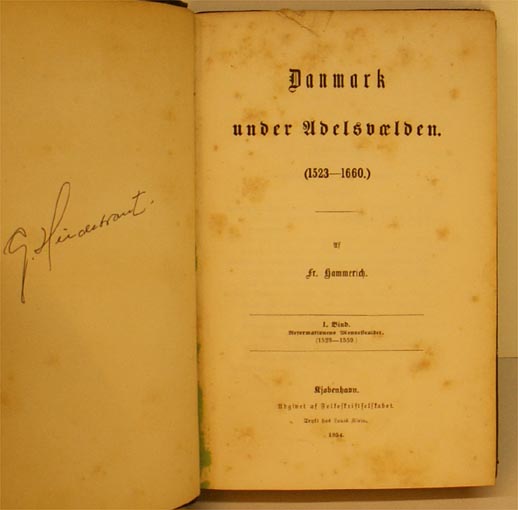 Danmark
under Adelsvælden.
(1523—1660.)
Af
Fr. Hammerich.
I. Bind.
Reformationens Menneskealder.
(1523—1559)
Kjøbenhavn.
Udgivet af Folkeskriftselskabet.
Trykt hos Louis Klein.
1854.